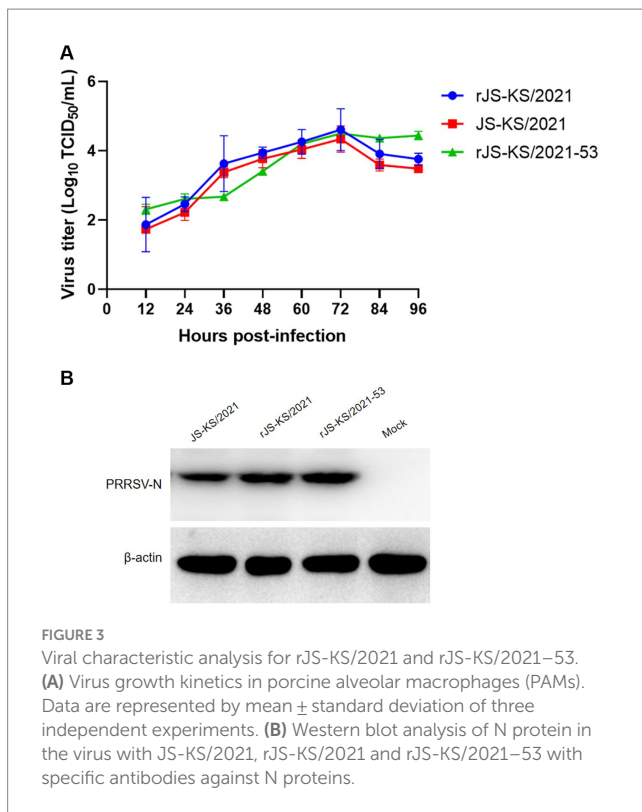 A
Virus titer (Log10 TCID50/mL)
6
4
2
0
0 12 24 36 48 60 72 84 96
Hours post-infection
rJS-KS/2021
JS-KS/2021
rJS-KS/2021-53
B
JS-KS/2021 rJS-KS/2021 rJS-KS/2021-53 Mock
PRRSV-N
β-actin
FIGURE 3
Viral characteristic analysis for rJS-KS/2021 and rJS-KS/2021–53.
(A) Virus growth kinetics in porcine alveolar macrophages (PAMs).
Data are represented by mean ± standard deviation of three
independent experiments. (B) Western blot analysis of N protein in
the virus with JS-KS/2021, rJS-KS/2021 and rJS-KS/2021–53 with
specific antibodies against N proteins.